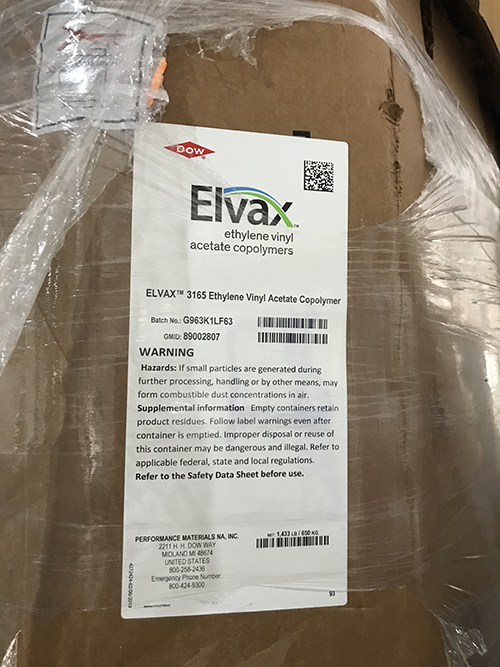 DOW
Elvax™
ethylene vinyl
acetate copolymers
ELVAX™ 3165 Ethylene Vinyl Acetate Copolymer
Batch No.: G963K1LF63
GMID: 89002807
WARNING
Hazards: If small particles are generated during
further processing, handling or by other means, may
form combustible dust concentrations in air.
Supplemental information Empty containers retain
product residues. Follow label warnings even after
container is emptied. Improper disposal or reuse of
this container may be dangerous and illegal. Refer to
applicable federal, state and local regulations.
Refer to the Safety Data Sheet before use.
PERFORMANCE MATERIALS NA, INC.
2211 H. H. DOW WAY
MIDLAND MI 48674
UNITED STATES
800-258-2436
Emergency Phone Number:
800-424-9300
NET 1,433 LB / 650 KG
93